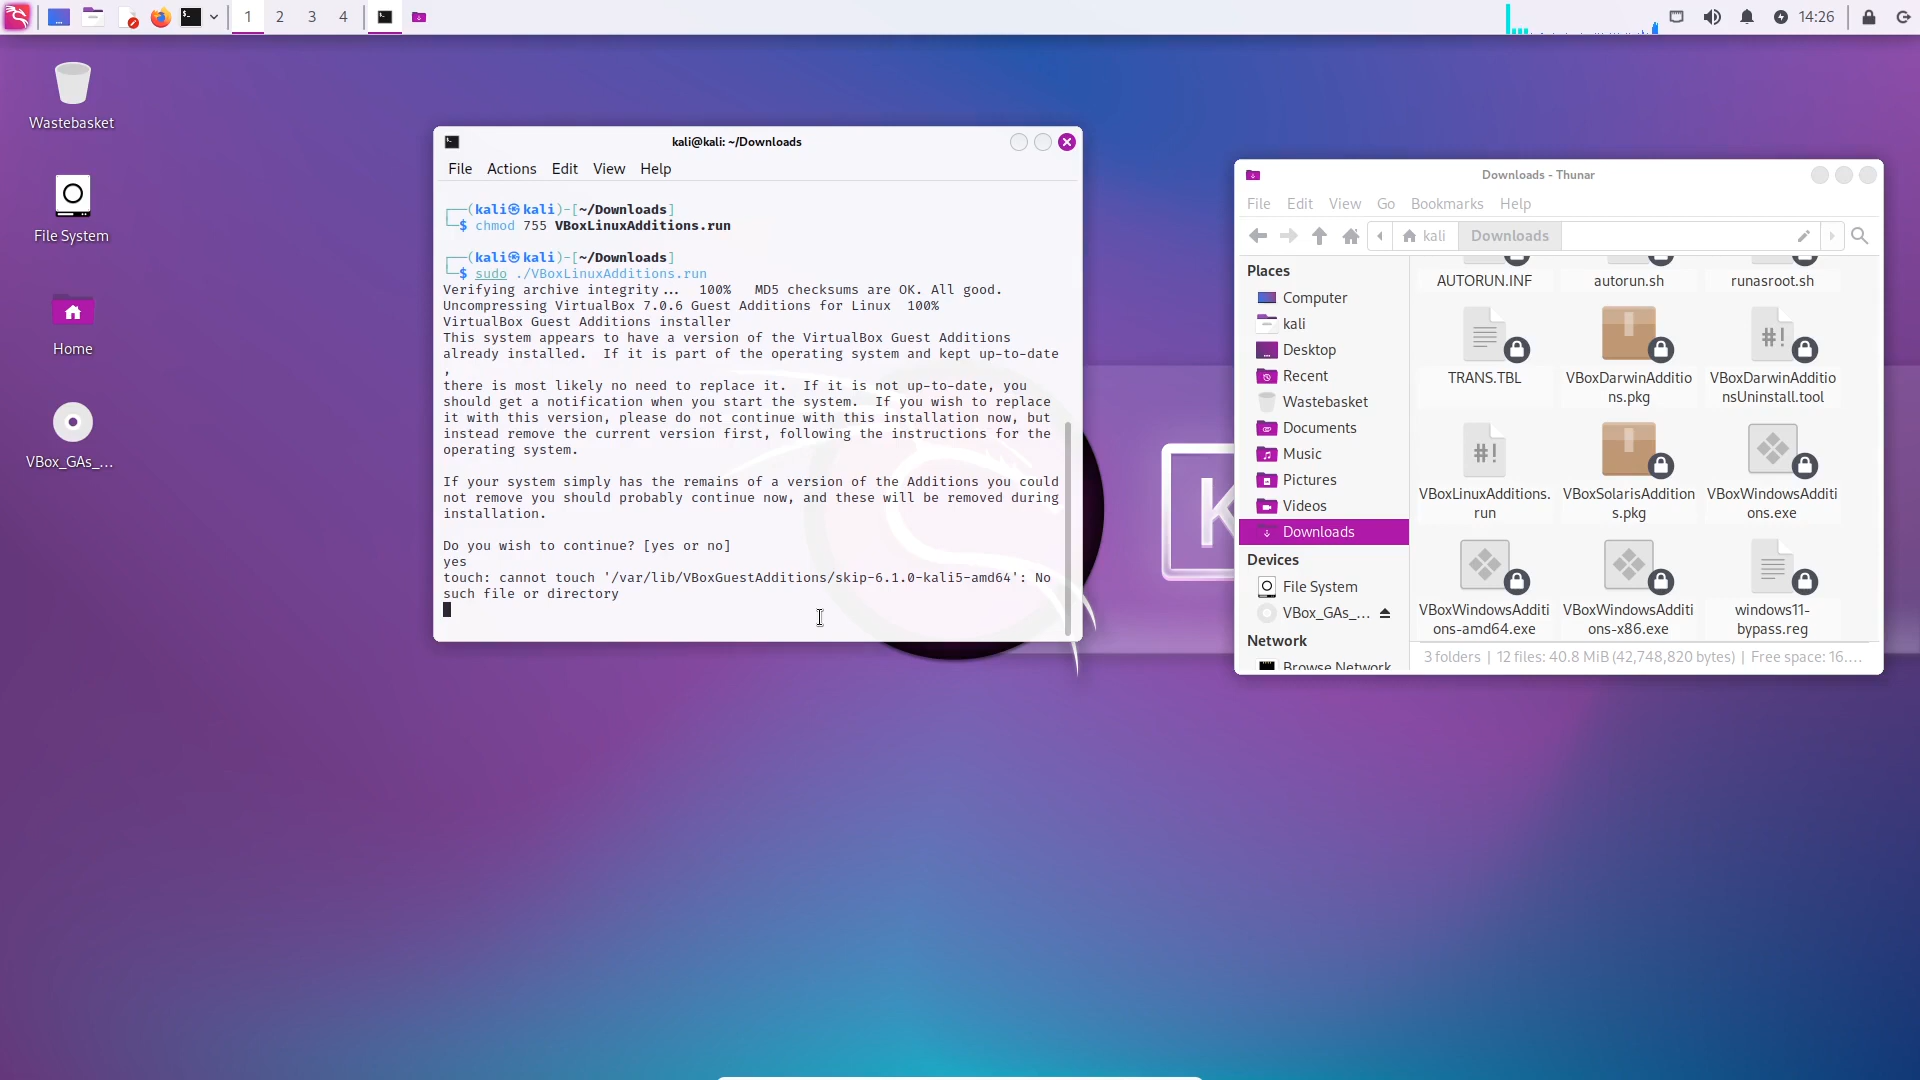 1 2 3 4
14:26
Wastebasket
File System
Home
VBox_GAs_...
kali@kali: ~/Downloads
File Actions Edit View Help
┌──(kali㉿kali)-[~/Downloads]
└─$ chmod 755 VBoxLinuxAdditions.run
┌──(kali㉿kali)-[~/Downloads]
└─$ sudo ./VBoxLinuxAdditions.run
Verifying archive integrity... 100% MD5 checksums are OK. All good.
Uncompressing VirtualBox 7.0.6 Guest Additions for Linux 100%
VirtualBox Guest Additions installer
This system appears to have a version of the VirtualBox Guest Additions
already installed. If it is part of the operating system and kept up-to-date
,
there is most likely no need to replace it. If it is not up-to-date, you
should get a notification when you start the system. If you wish to replace
it with this version, please do not continue with this installation now, but
instead remove the current version first, following the instructions for the
operating system.
If your system simply has the remains of a version of the Additions you could
not remove you should probably continue now, and these will be removed during
installation.
Do you wish to continue? [yes or no]
yes
touch: cannot touch '/var/lib/VBoxGuestAdditions/skip-6.1.0-kali5-amd64': No
such file or directory
Downloads - Thunar
File Edit View Go Bookmarks Help
kali Downloads
Places
Computer
kali
Desktop
Recent
Wastebasket
Documents
Music
Pictures
Videos
Downloads
Devices
File System
VBox_GAs_...
Network
Browse Network
AUTORUN.INF autorun.sh runasroot.sh
TRANS.TBL VBoxDarwinAdditio VBoxDarwinAdditio
ns.pkg nsUninstall.tool
VBoxLinuxAdditions. VBoxSolarisAddition VBoxWindowsAdditi
run s.pkg ons.exe
VBoxWindowsAdditi VBoxWindowsAdditi windows11-
ons-amd64.exe ons-x86.exe bypass.reg
3 folders | 12 files: 40.8 MiB (42,748,820 bytes) | Free space: 16....
K